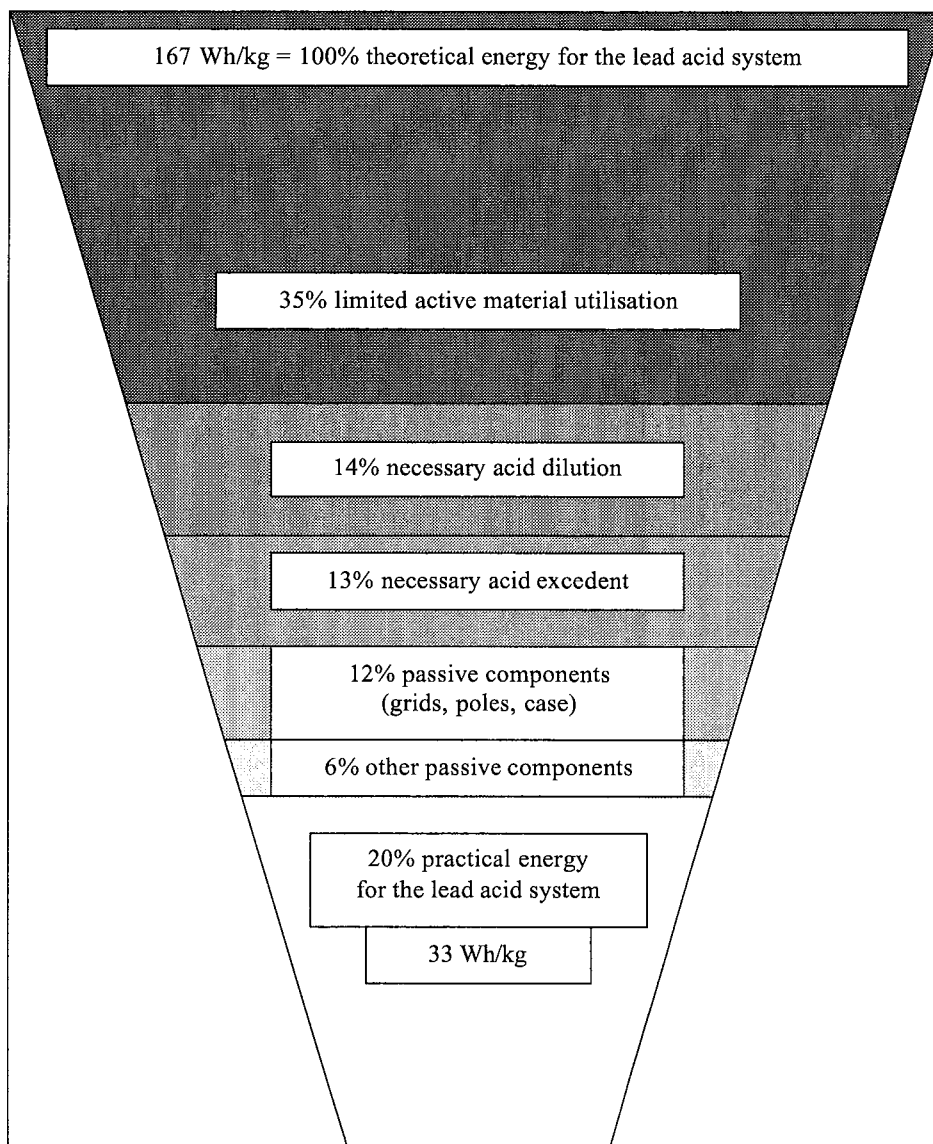 167 Wh/kg = 100% theoretical energy for the lead acid system
35% limited active material utilisation
14% necessary acid dilution
13% necessary acid excedent
12% passive components
(grids, poles, case)
6% other passive components
20% practical energy
for the lead acid system
33 Wh/kg